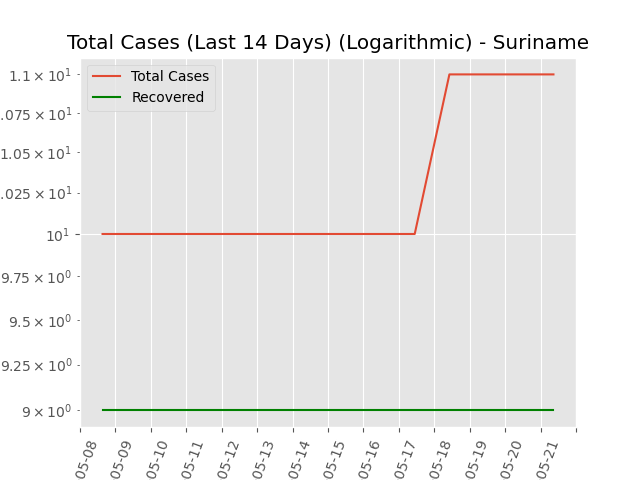 Total Cases (Last 14 Days) (Logarithmic) - Suriname
Total Cases
Recovered
1.1 × 10¹
.075 × 10¹
1.05 × 10¹
.025 × 10¹
10¹
9.75 × 10⁰
9.5 × 10⁰
9.25 × 10⁰
9 × 10⁰
05-08
05-09
05-10
05-11
05-12
05-13
05-14
05-15
05-16
05-17
05-18
05-19
05-20
05-21